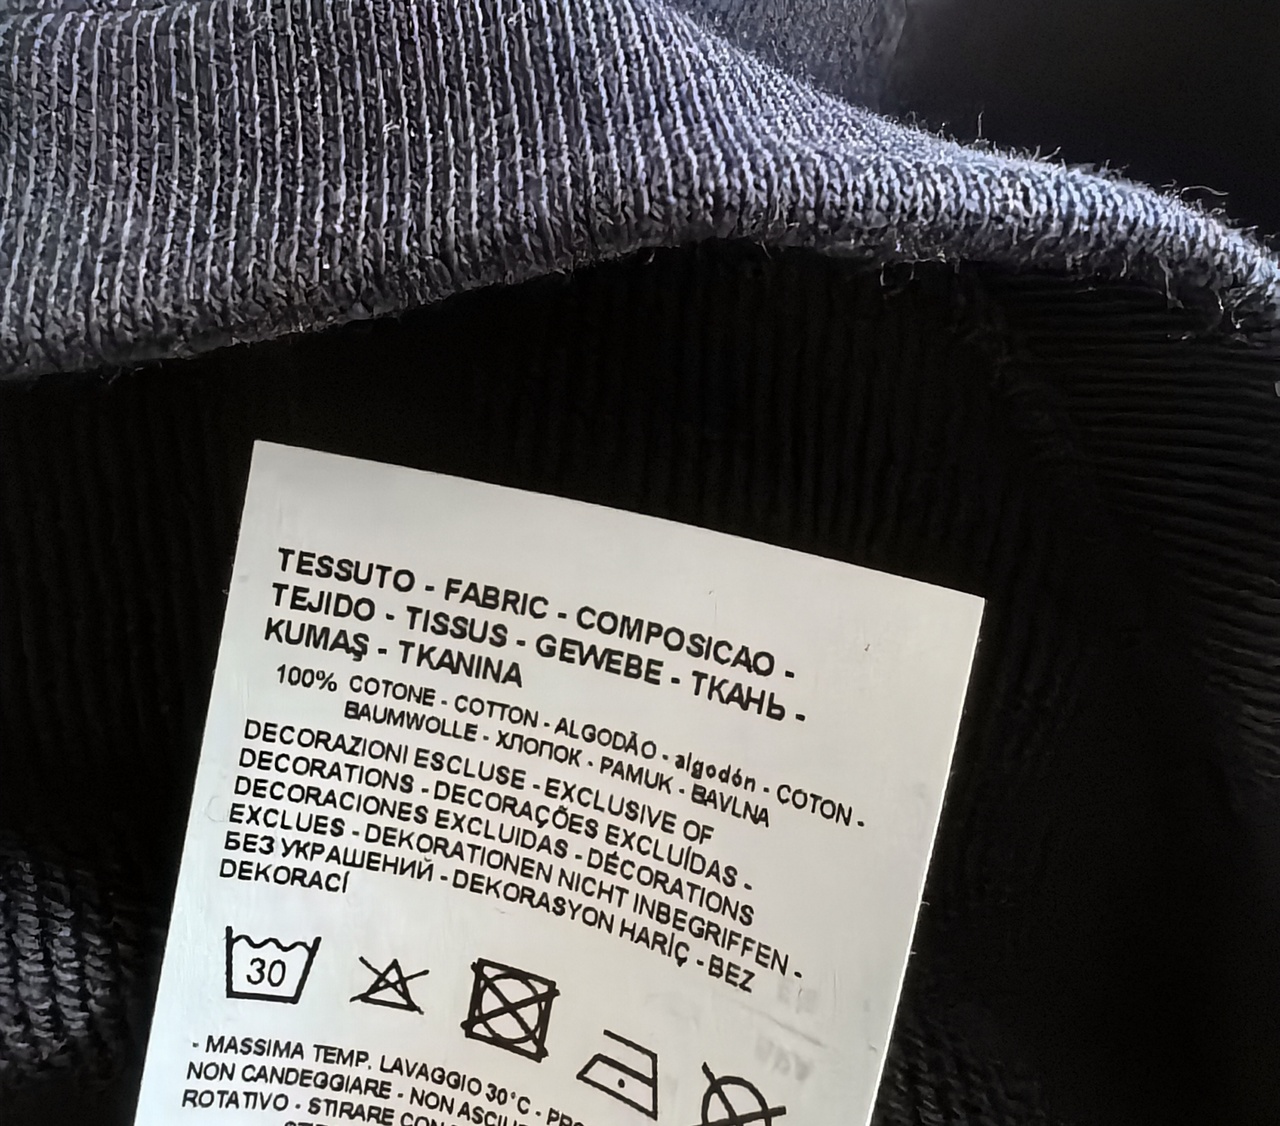 TESSUTO - FABRIC - COMPOSICAO -
TEJIDO - TISSUS - GEWEBE - ТКАНЬ -
KUMAŞ - TKANINA
100% COTONE - COTTON - ALGODÃO - algodón - COTON -
BAUMWOLLE - ХЛОПОК - PAMUK - BAVLNA
DECORAZIONI ESCLUSE - EXCLUSIVE OF
DECORATIONS - DECORAÇÕES EXCLUÍDAS -
DECORACIONES EXCLUIDAS - DÉCORATIONS
EXCLUES - DEKORATIONEN NICHT INBEGRIFFEN -
БЕЗ УКРАШЕНИЙ - DEKORASYON HARİÇ - BEZ
DEKORACÍ
30
- MASSIMA TEMP. LAVAGGIO 30°C -
NON CANDEGGIARE - NON
ROTATIVO - STIRARE